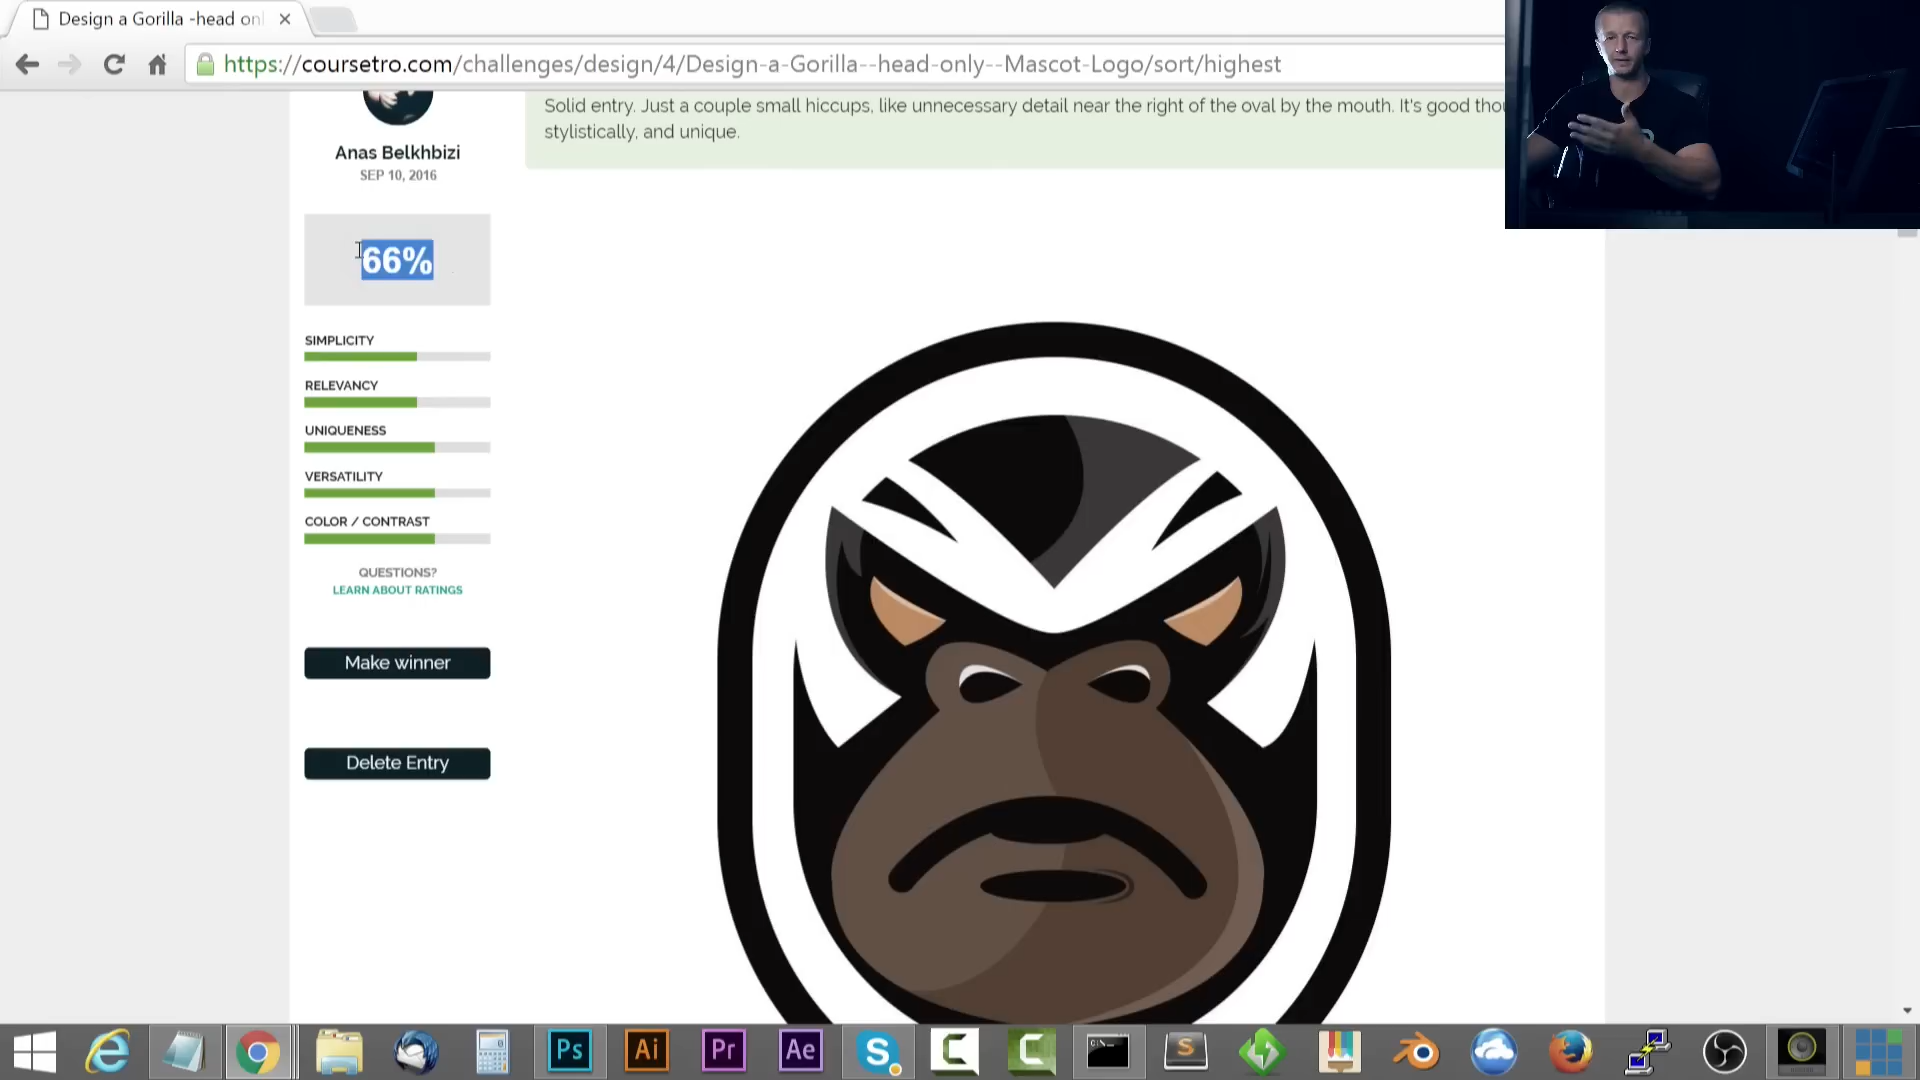 Design a Gorilla -head on
https://coursetro.com/challenges/design/4/Design-a-Gorilla--head-only--Mascot-Logo/sort/highest
Solid entry. Just a couple small hiccups, like unnecessary detail near the right of the oval by the mouth. It's good
stylistically, and unique.
Anas Belkhbizi
SEP 10, 2016
66%
SIMPLICITY
RELEVANCY
UNIQUENESS
VERSATILITY
COLOR / CONTRAST
QUESTIONS?
LEARN ABOUT RATINGS
Make winner
Delete Entry
Ps
Ai
Pr
Ae